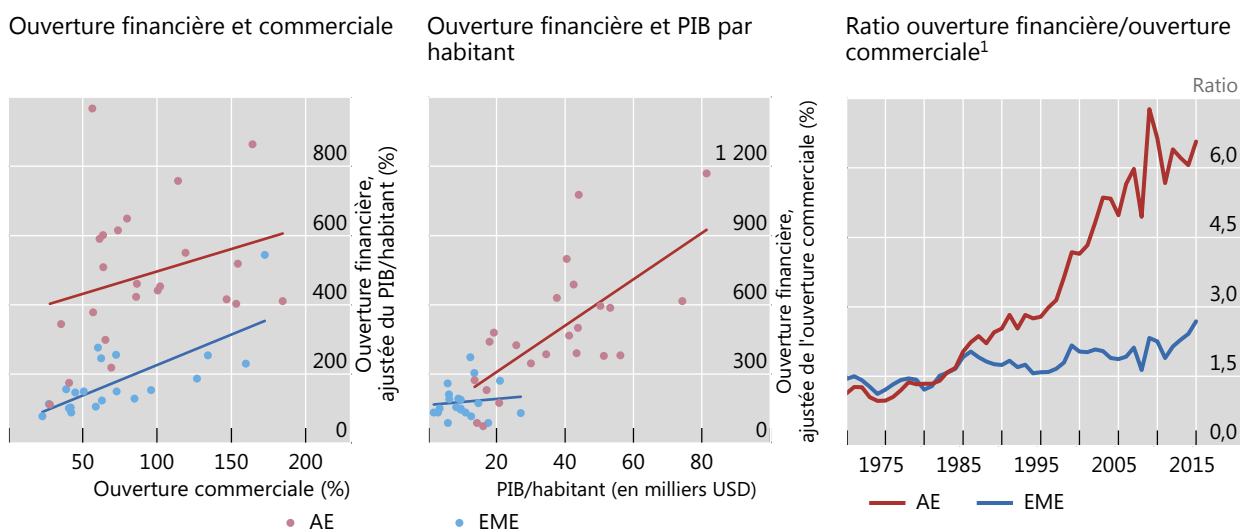 Ouverture financière et commerciale
800
600
400
200
0
50 100 150 200
Ouverture commerciale (%)
Ouverture financière,
ajustée du PIB/habitant (%)
Ouverture financière et PIB par
habitant
1 200
900
600
300
0
20 40 60 80
PIB/habitant (en milliers USD)
Ouverture financière,
ajustée de l'ouverture commerciale (%)
AE EME
Ratio ouverture financière/ouverture
commerciale1
Ratio
6,0
4,5
3,0
1,5
0,0
1975 1985 1995 2005 2015
AE EME